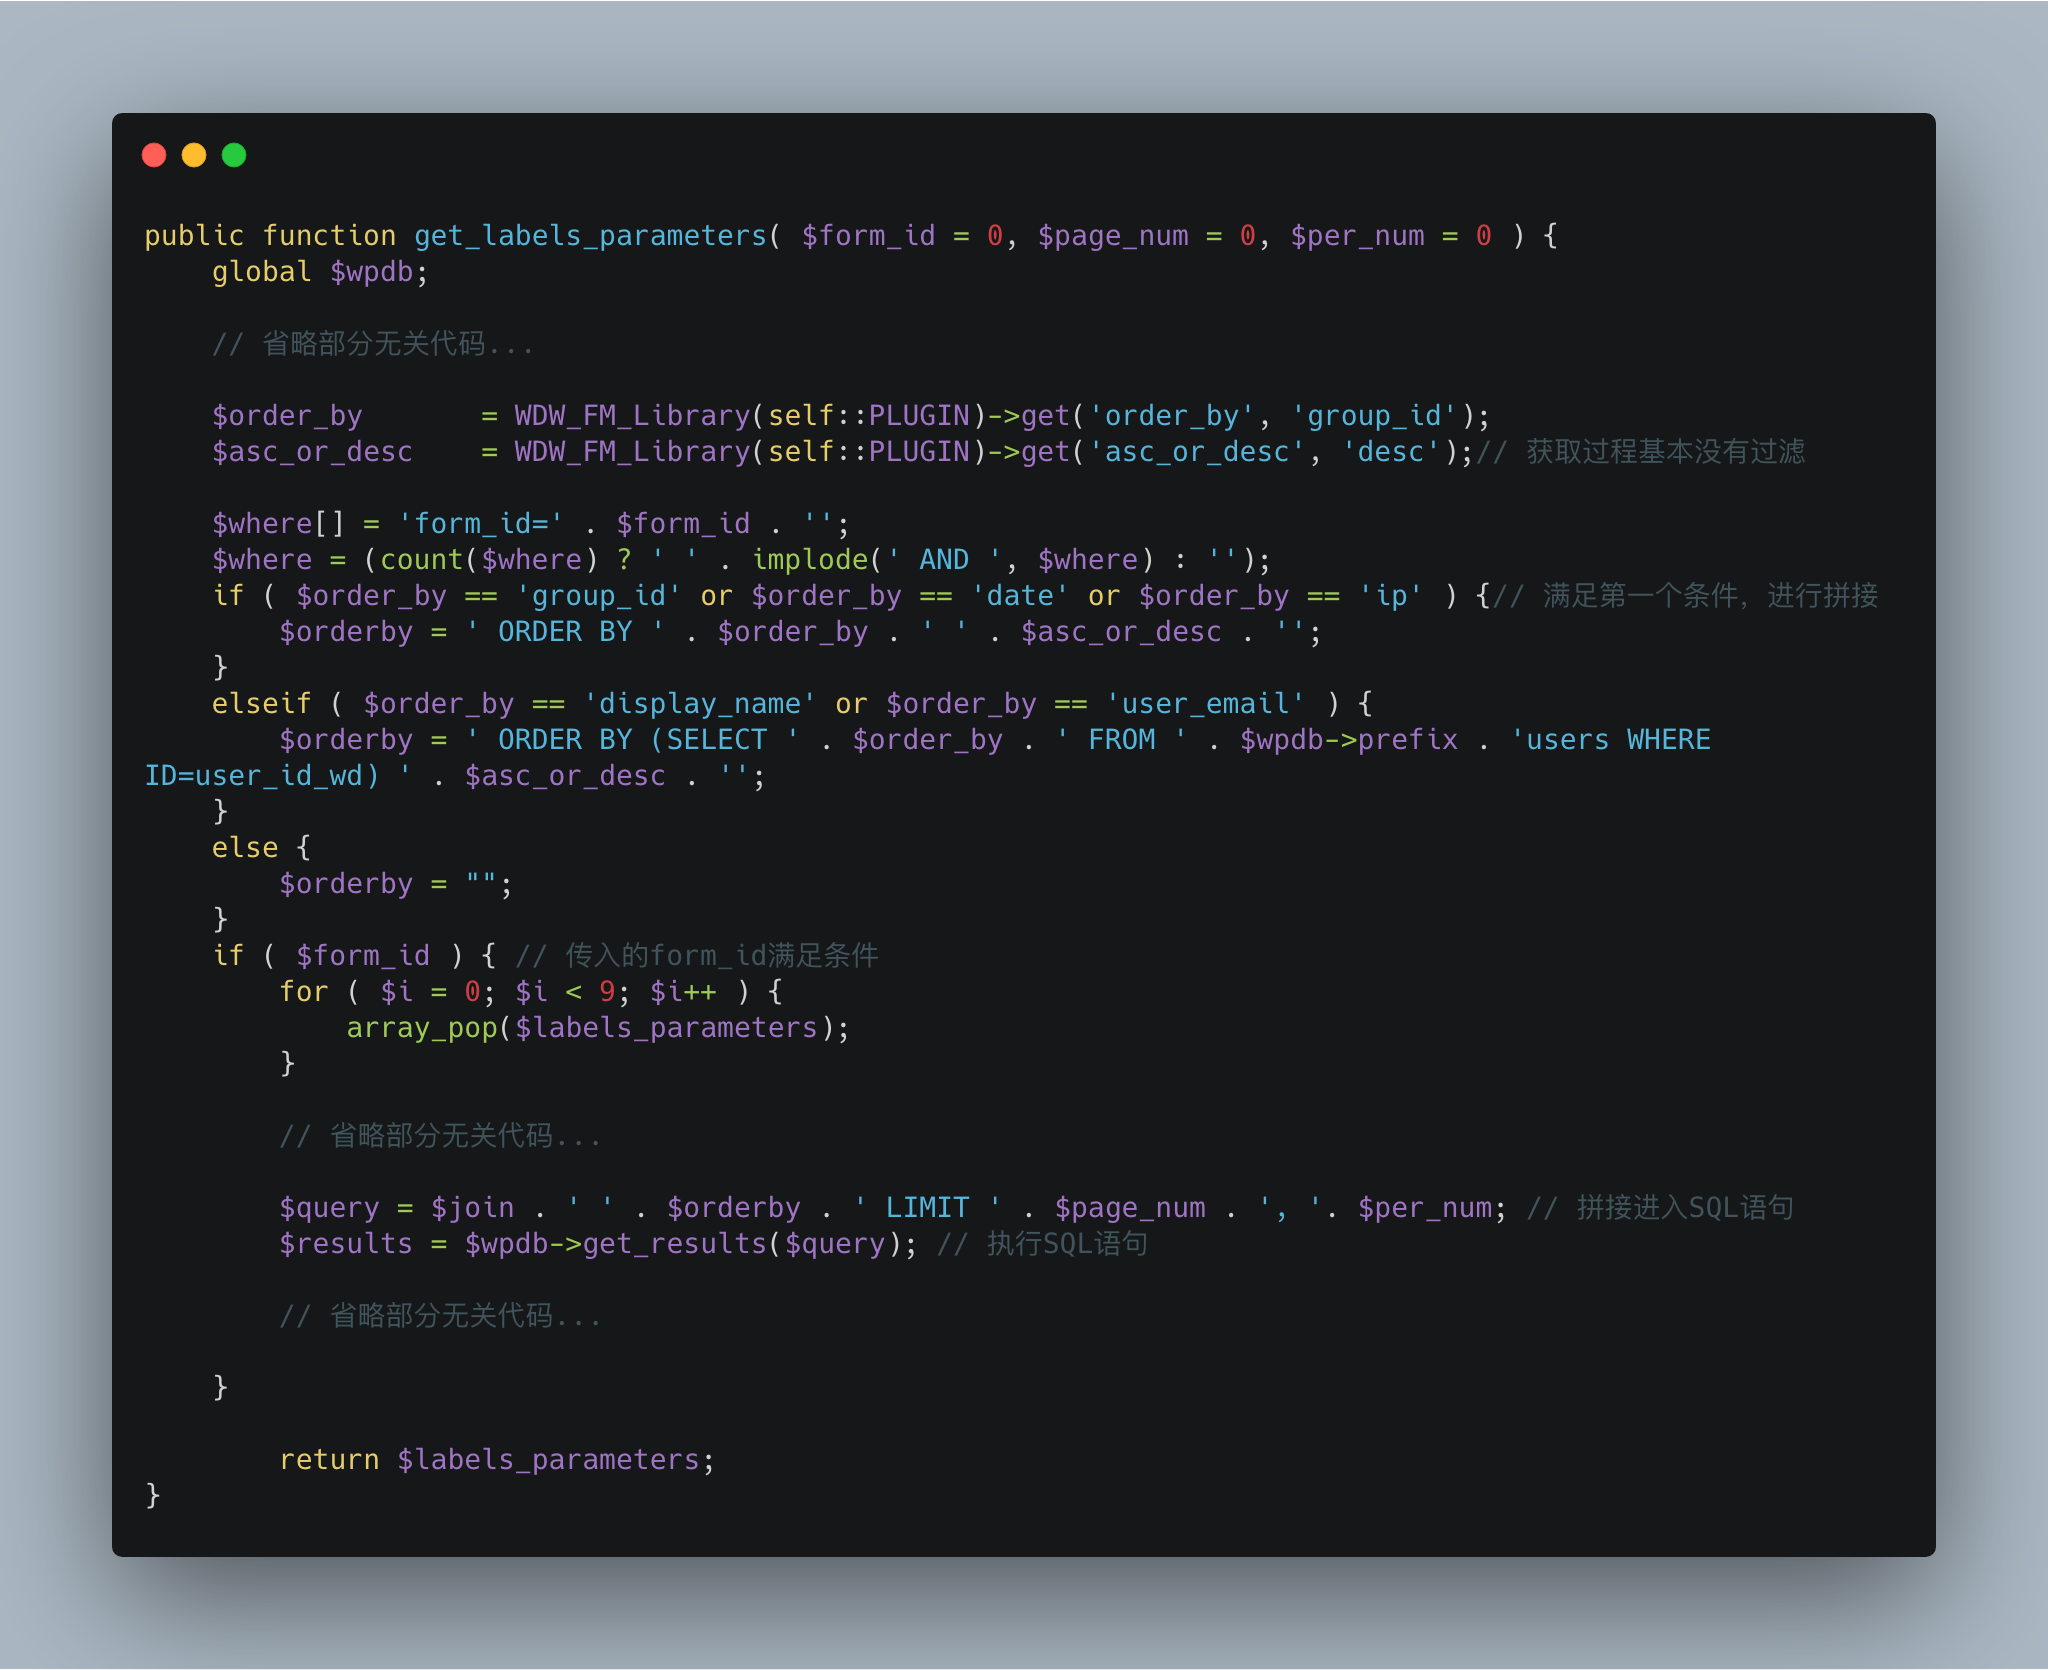 public function get_labels_parameters( $form_id = 0, $page_num = 0, $per_num = 0 ) {
    global $wpdb;

    // 省略部分无关代码...

    $order_by       = WDW_FM_Library(self::PLUGIN)->get('order_by', 'group_id');
    $asc_or_desc    = WDW_FM_Library(self::PLUGIN)->get('asc_or_desc', 'desc');// 获取过程基本没有过滤

    $where[] = 'form_id=' . $form_id . '';
    $where = (count($where) ? ' ' . implode(' AND ', $where) : '');
    if ( $order_by == 'group_id' or $order_by == 'date' or $order_by == 'ip' ) {// 满足第一个条件，进行拼接
        $orderby = ' ORDER BY ' . $order_by . ' ' . $asc_or_desc . '';
    }
    elseif ( $order_by == 'display_name' or $order_by == 'user_email' ) {
        $orderby = ' ORDER BY (SELECT ' . $order_by . ' FROM ' . $wpdb->prefix . 'users WHERE
ID=user_id_wd) ' . $asc_or_desc . '';
    }
    else {
        $orderby = "";
    }
    if ( $form_id ) { // 传入的form_id满足条件
        for ( $i = 0; $i < 9; $i++ ) {
            array_pop($labels_parameters);
        }

        // 省略部分无关代码...

        $query = $join . ' ' . $orderby . ' LIMIT ' . $page_num . ', '. $per_num; // 拼接进入SQL语句
        $results = $wpdb->get_results($query); // 执行SQL语句

        // 省略部分无关代码...

    }

        return $labels_parameters;
}